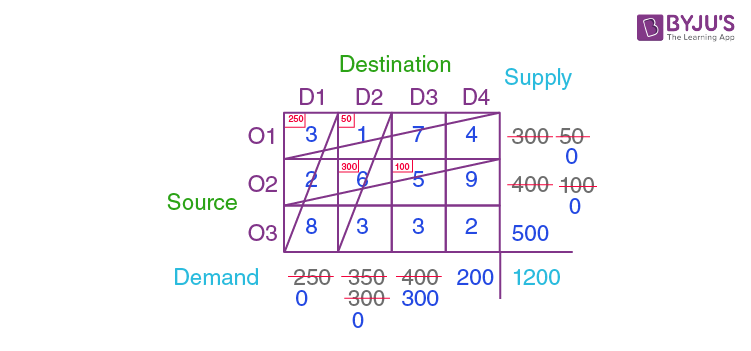 BYJU'S
The Learning App
Destination
Supply
D1 D2 D3 D4
O1 250 3 50 1 7 4 300 50
0
O2 2 300 6 100 5 9 400 100
0
Source
O3 8 3 3 2 500
Demand 250 350 400 200 1200
0 300 300
0